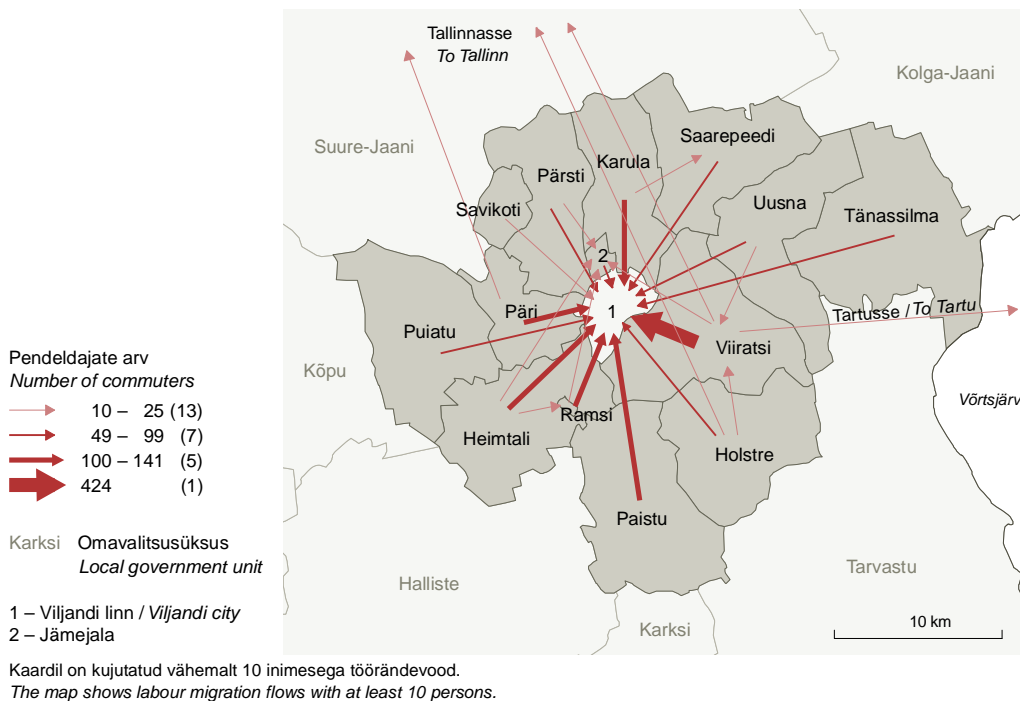 Tallinnasse
To Tallinn
Kolga-Jaani
Suure-Jaani
Saarepeedi
Karula
Pärsti
Uusna
Savikoti
Tänassilma
2
1
Päri
Tartusse / To Tartu
Puiatu
Viiratsi
Kõpu
Võrtsjärv
Ramsi
Heimtali
Holstre
Paistu
Halliste
Tarvastu
Karksi
10 km
Pendeldajate arv
Number of commuters
10 – 25 (13)
49 – 99 (7)
100 – 141 (5)
424 (1)
Karksi Omavalitsusüksus
Local government unit
1 – Viljandi linn / Viljandi city
2 – Jämejala
Kaardil on kujutatud vähemalt 10 inimesega töörändevood.
The map shows labour migration flows with at least 10 persons.